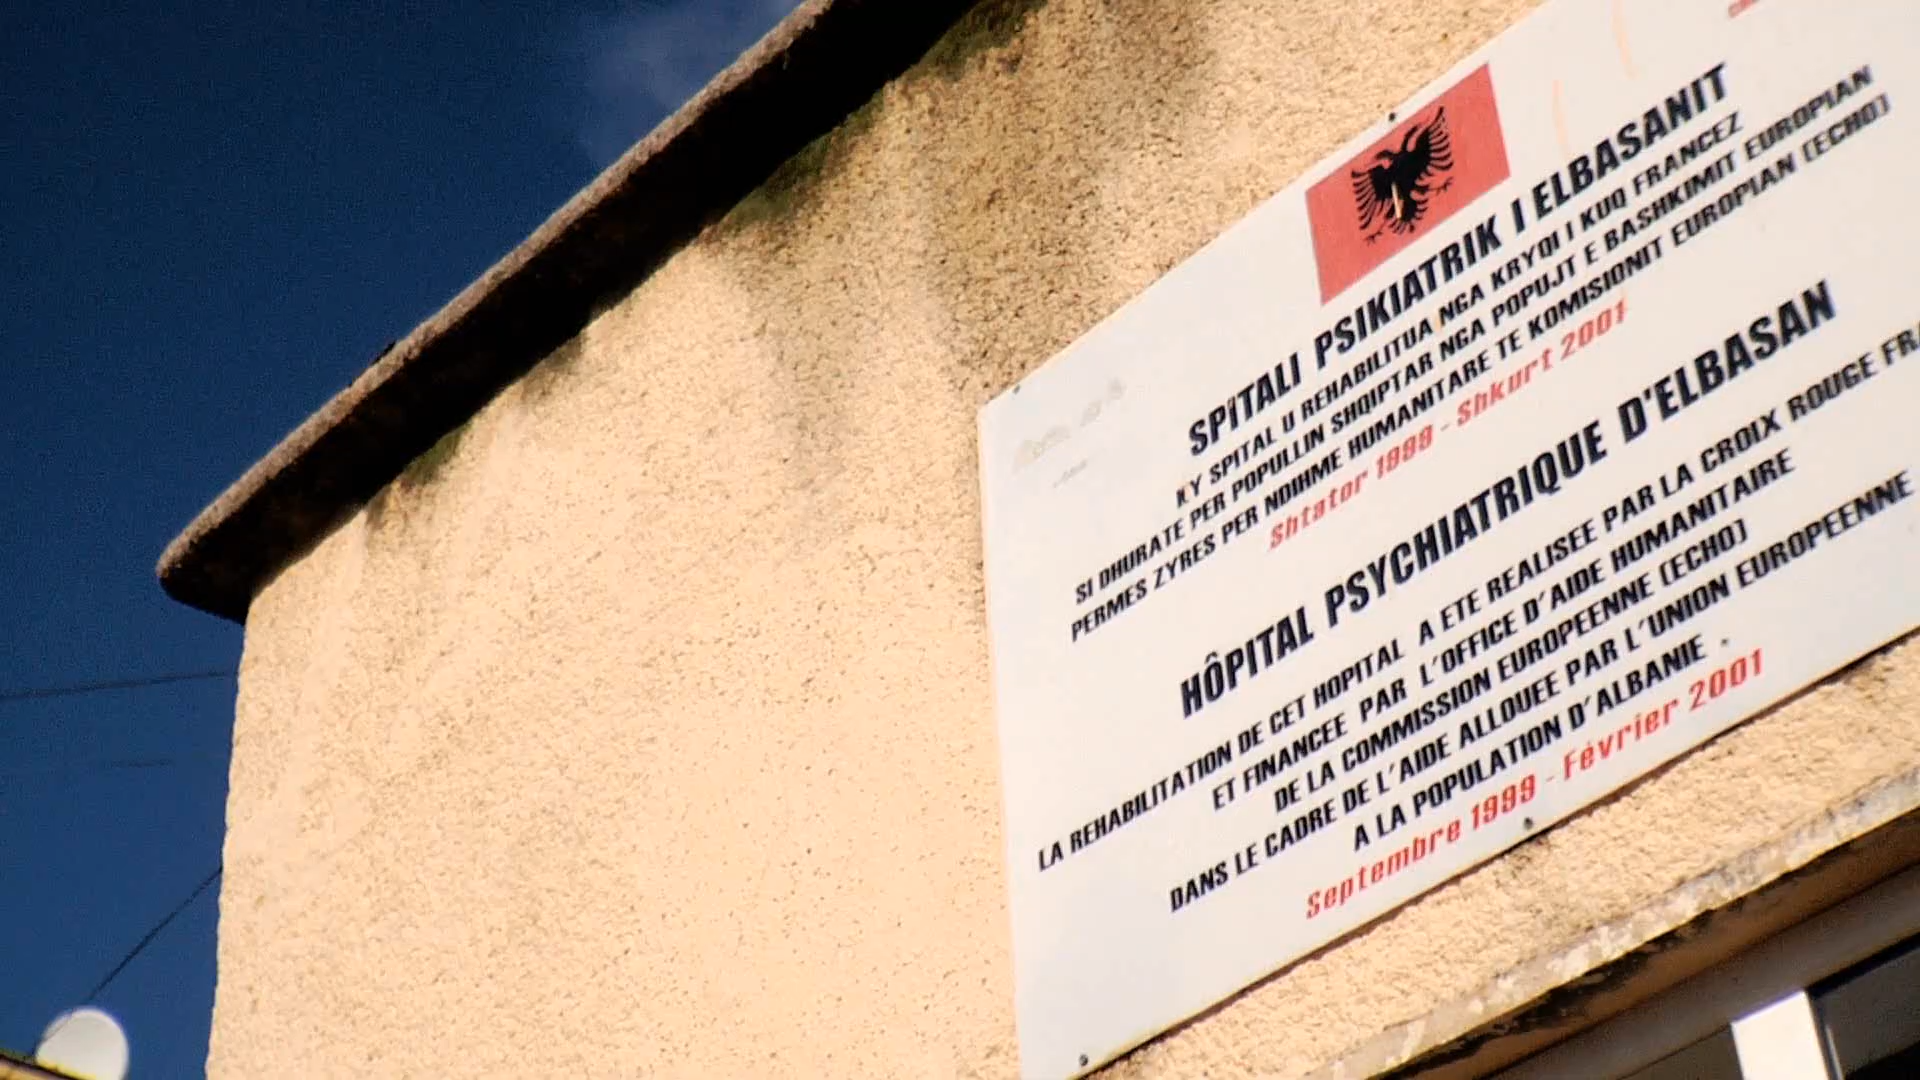 SPITALI PSIKIATRIK I ELBASANIT
KY SPITAL U REHABILITUA NGA KRYQI I KUQ FRANCEZ
SI DHURATE PER POPULLIN SHQIPTAR NGA POPUJT E BASHKIMIT EUROPIAN
PERMES ZYRES PER NDIHME HUMANITARE TE KOMISIONIT EUROPIAN (ECHO)
Shtator 1999 - Shkurt 2001
HÔPITAL PSYCHIATRIQUE D'ELBASAN
LA REHABILITATION DE CET HOPITAL A ETE REALISEE PAR LA CROIX ROUGE FRA
ET FINANCEE PAR L'OFFICE D'AIDE HUMANITAIRE
DE LA COMMISSION EUROPEENNE (ECHO)
DANS LE CADRE DE L'AIDE ALLOUEE PAR L'UNION EUROPEENNE
A LA POPULATION D'ALBANIE .
Septembre 1999 - Février 2001